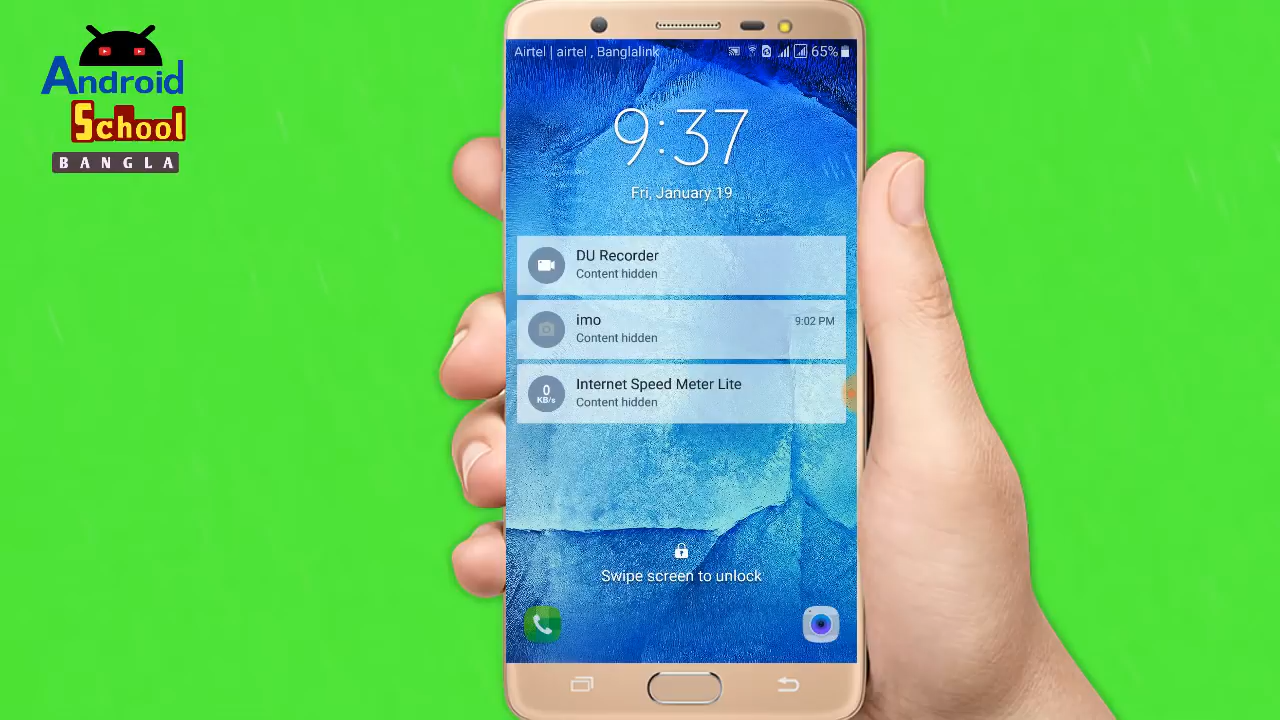 Android
School
BANGLA
Airtel | airtel , Banglalink
65%
9:37
Fri, January 19
DU Recorder
Content hidden
imo
9:02 PM
Content hidden
0
KB/s
Internet Speed Meter Lite
Content hidden
Swipe screen to unlock